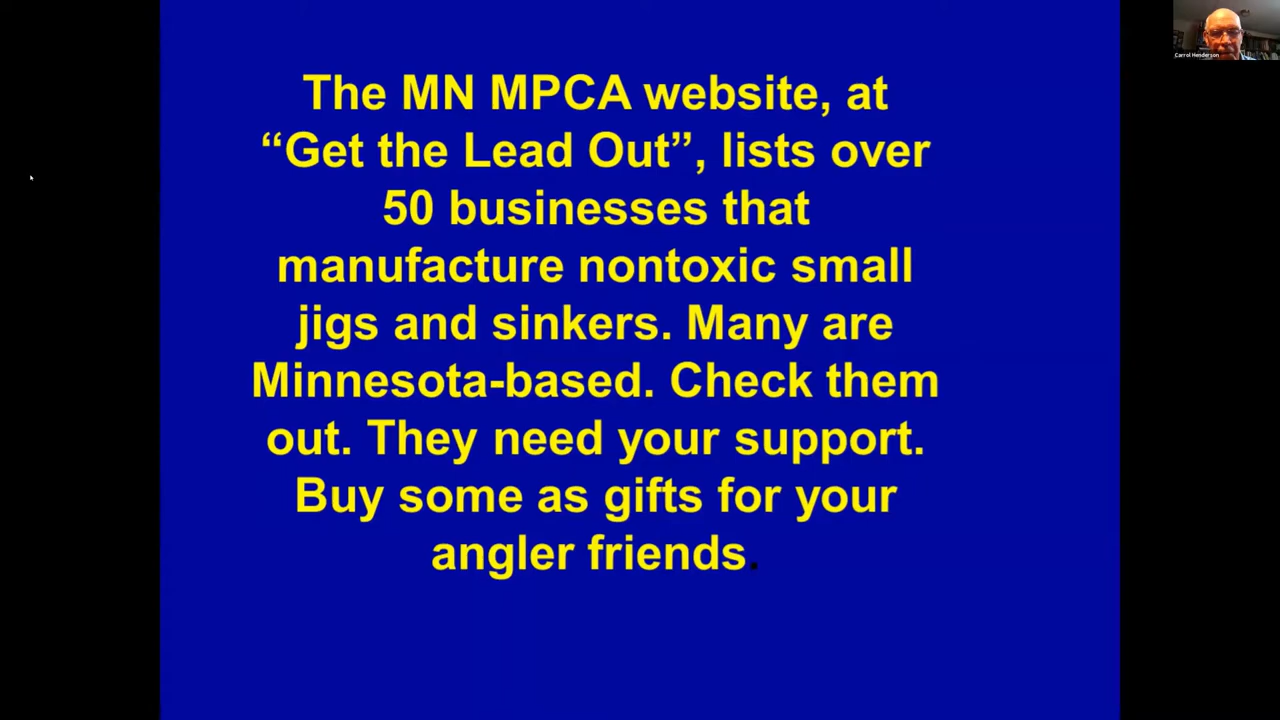 The MN MPCA website, at
“Get the Lead Out”, lists over
50 businesses that
manufacture nontoxic small
jigs and sinkers. Many are
Minnesota-based. Check them
out. They need your support.
Buy some as gifts for your
angler friends.
Carrol Henderson